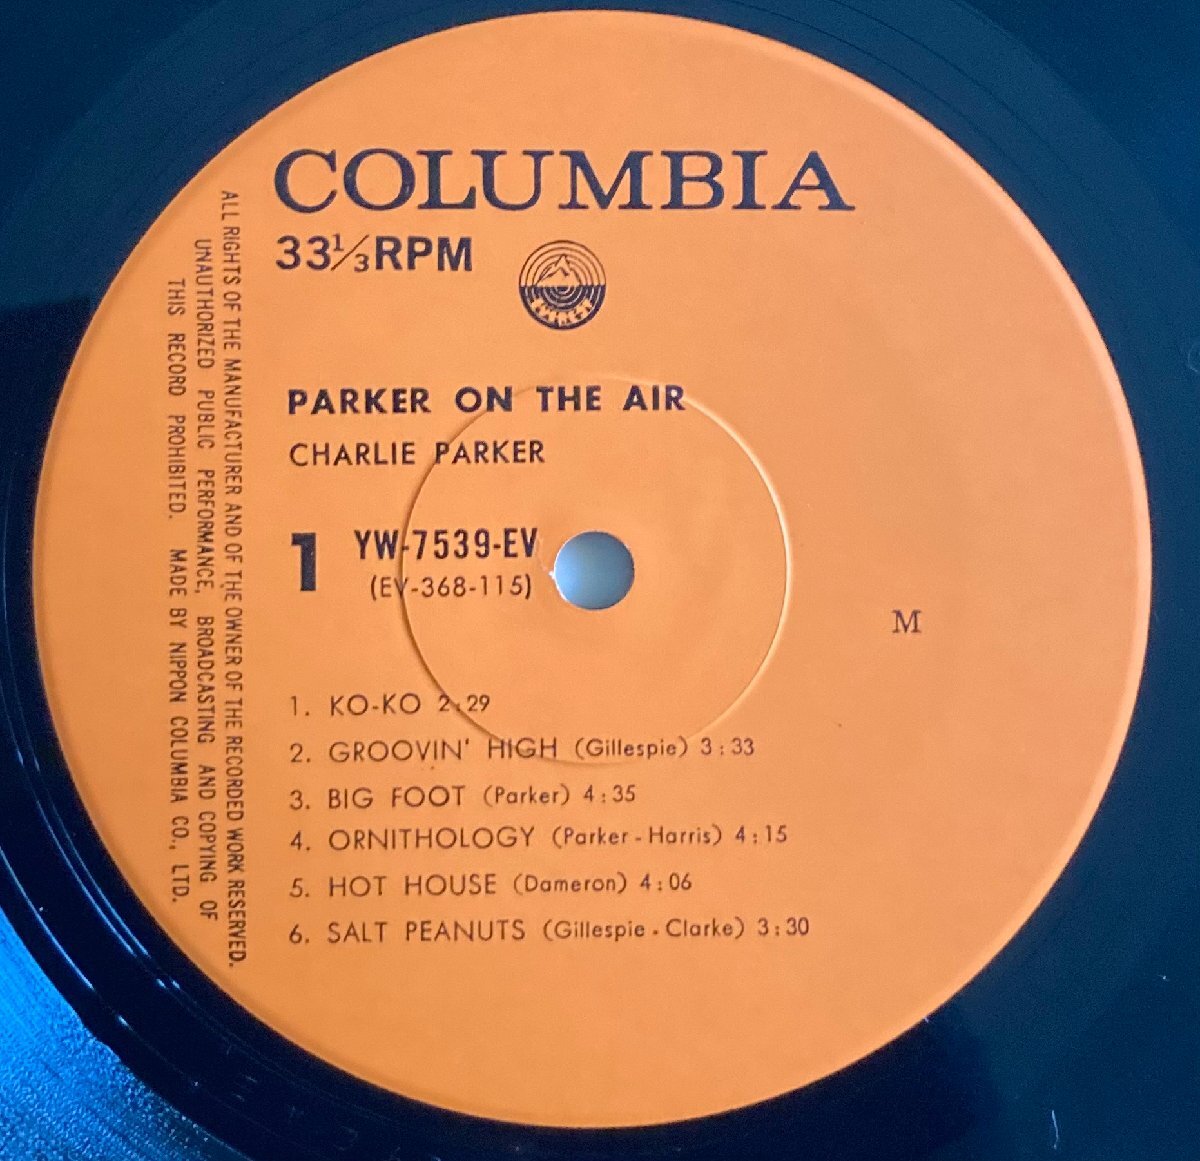 COLUMBIA
33⅓RPM
PARKER ON THE AIR
CHARLIE PARKER
1
YW-7539-EV
(EV-368-115)
M
1. KO-KO 2:29
2. GROOVIN' HIGH (Gillespie) 3:33
3. BIG FOOT (Parker) 4:35
4. ORNITHOLOGY (Parker-Harris) 4:15
5. HOT HOUSE (Dameron) 4:06
6. SALT PEANUTS (Gillespie-Clarke) 3:30
ALL RIGHTS OF THE MANUFACTURER AND OF THE OWNER OF THE RECORDED WORK RESERVED.
UNAUTHORIZED PUBLIC PERFORMANCE, BROADCASTING AND COPYING OF
THIS RECORD PROHIBITED. MADE BY NIPPON COLUMBIA CO., LTD.